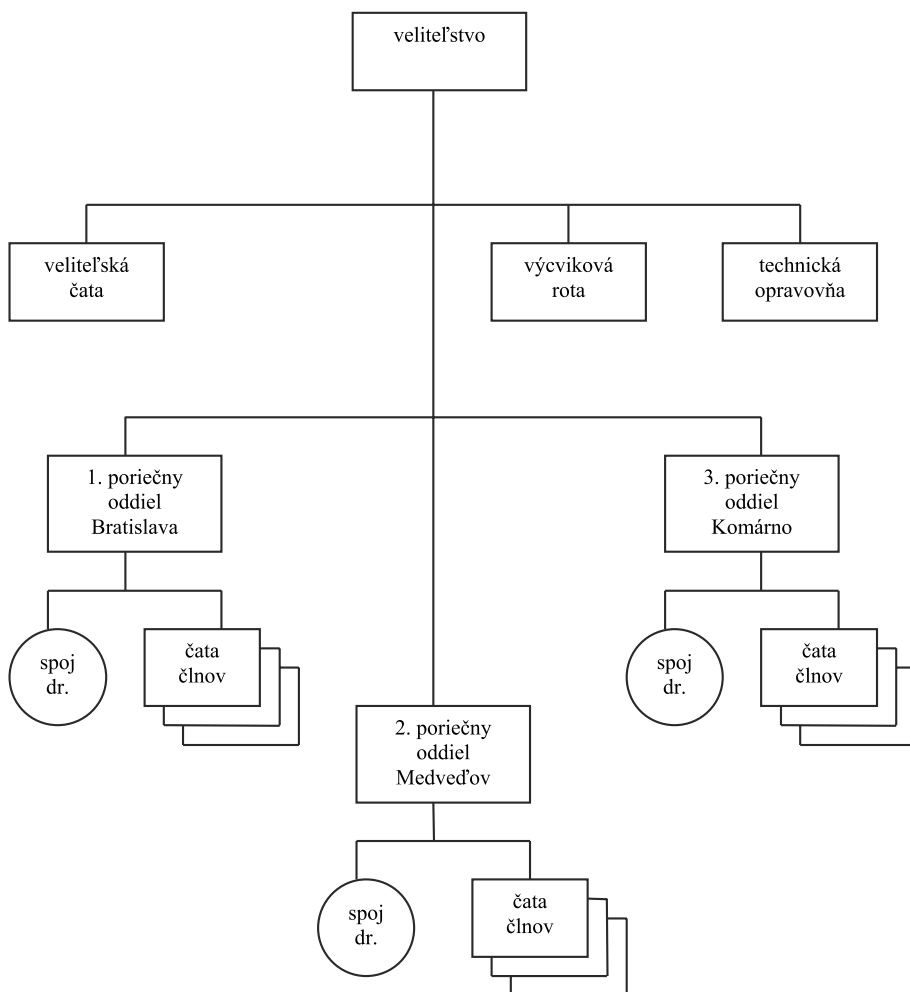 veliteľstvo
veliteľská
čata
výcviková
rota
technická
opravovňa
1. poriečny
oddiel
Bratislava
3. poriečny
oddiel
Komárno
spoj
dr.
čata
člnov
spoj
dr.
čata
člnov
2. poriečny
oddiel
Medveďov
spoj
dr.
čata
člnov